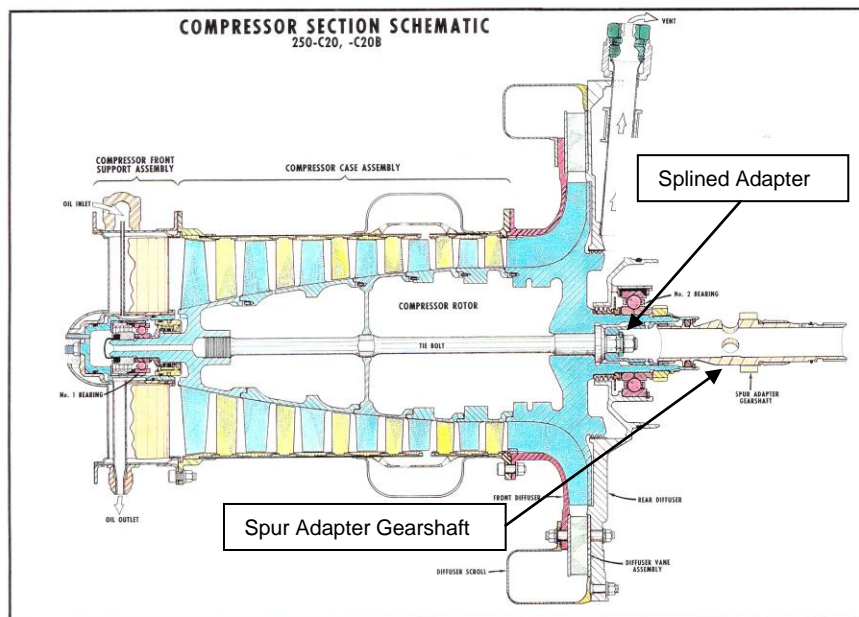 COMPRESSOR SECTION SCHEMATIC
250-C20, -C20B
VENT
COMPRESSOR FRONT
SUPPORT ASSEMBLY
COMPRESSOR CASE ASSEMBLY
OIL INLET
Splined Adapter
No. 2 BEARING
COMPRESSOR ROTOR
TIE BOLT
No. 1 BEARING
SPUR ADAPTER
GEARSHAFT
FRONT DIFFUSER
REAR DIFFUSER
OIL OUTLET
Spur Adapter Gearshaft
DIFFUSER SCROLL
DIFFUSER VANE
ASSEMBLY